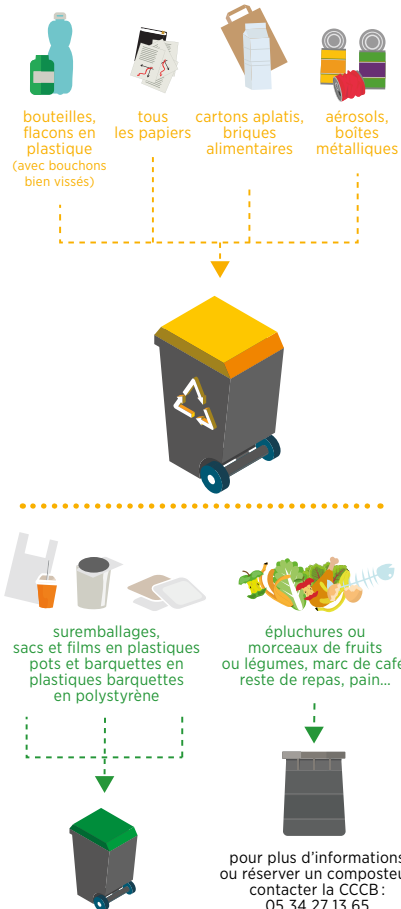 bouteilles,
flacons en
plastique
(avec bouchons
bien vissés)
tous
les papiers
cartons aplatis,
briques
alimentaires
aérosols,
boîtes
métalliques
suremballages,
sacs et films en plastiques
pots et barquettes en
plastiques barquettes
en polystyrène
épluchures ou
morceaux de fruits
ou légumes, marc de café
reste de repas, pain...
pour plus d'informations
ou réserver un composteu
contacter la CCCB :
05 34 27 13 65